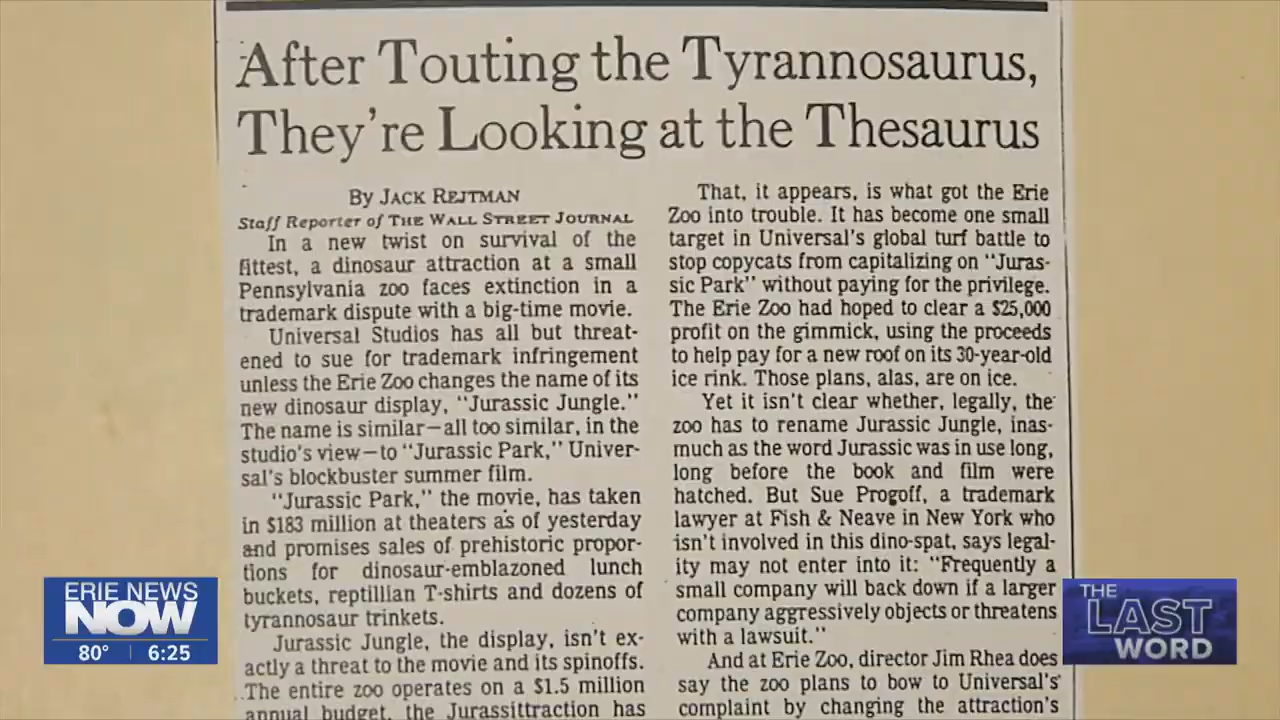 After Touting the Tyrannosaurus,
They're Looking at the Thesaurus
By JACK REJTMAN
Staff Reporter of THE WALL STREET JOURNAL
In a new twist on survival of the
fittest, a dinosaur attraction at a small
Pennsylvania zoo faces extinction in a
trademark dispute with a big-time movie.
Universal Studios has all but threat-
ened to sue for trademark infringement
unless the Erie Zoo changes the name of its
new dinosaur display, "Jurassic Jungle."
The name is similar—all too similar, in the
studio's view—to "Jurassic Park," Univer-
sal's blockbuster summer film.
"Jurassic Park," the movie, has taken
in $183 million at theaters as of yesterday
and promises sales of prehistoric propor-
tions for dinosaur-emblazoned lunch
buckets, reptillian T-shirts and dozens of
tyrannosaur trinkets.
Jurassic Jungle, the display, isn't ex-
actly a threat to the movie and its spinoffs.
The entire zoo operates on a $1.5 million
annual budget, the Jurassittraction has
That, it appears, is what got the Erie
Zoo into trouble. It has become one small
target in Universal's global turf battle to
stop copycats from capitalizing on "Juras-
sic Park" without paying for the privilege.
The Erie Zoo had hoped to clear a $25,000
profit on the gimmick, using the proceeds
to help pay for a new roof on its 30-year-old
ice rink. Those plans, alas, are on ice.
Yet it isn't clear whether, legally, the
zoo has to rename Jurassic Jungle, inas-
much as the word Jurassic was in use long,
long before the book and film were
hatched. But Sue Progoff, a trademark
lawyer at Fish & Neave in New York who
isn't involved in this dino-spat, says legal-
ity may not enter into it: "Frequently a
small company will back down if a larger
company aggressively objects or threatens
with a lawsuit."
And at Erie Zoo, director Jim Rhea does
say the zoo plans to bow to Universal's
complaint by changing the attraction's
ERIE NEWS
NOW
80° 6:25
THE
LAST
WORD